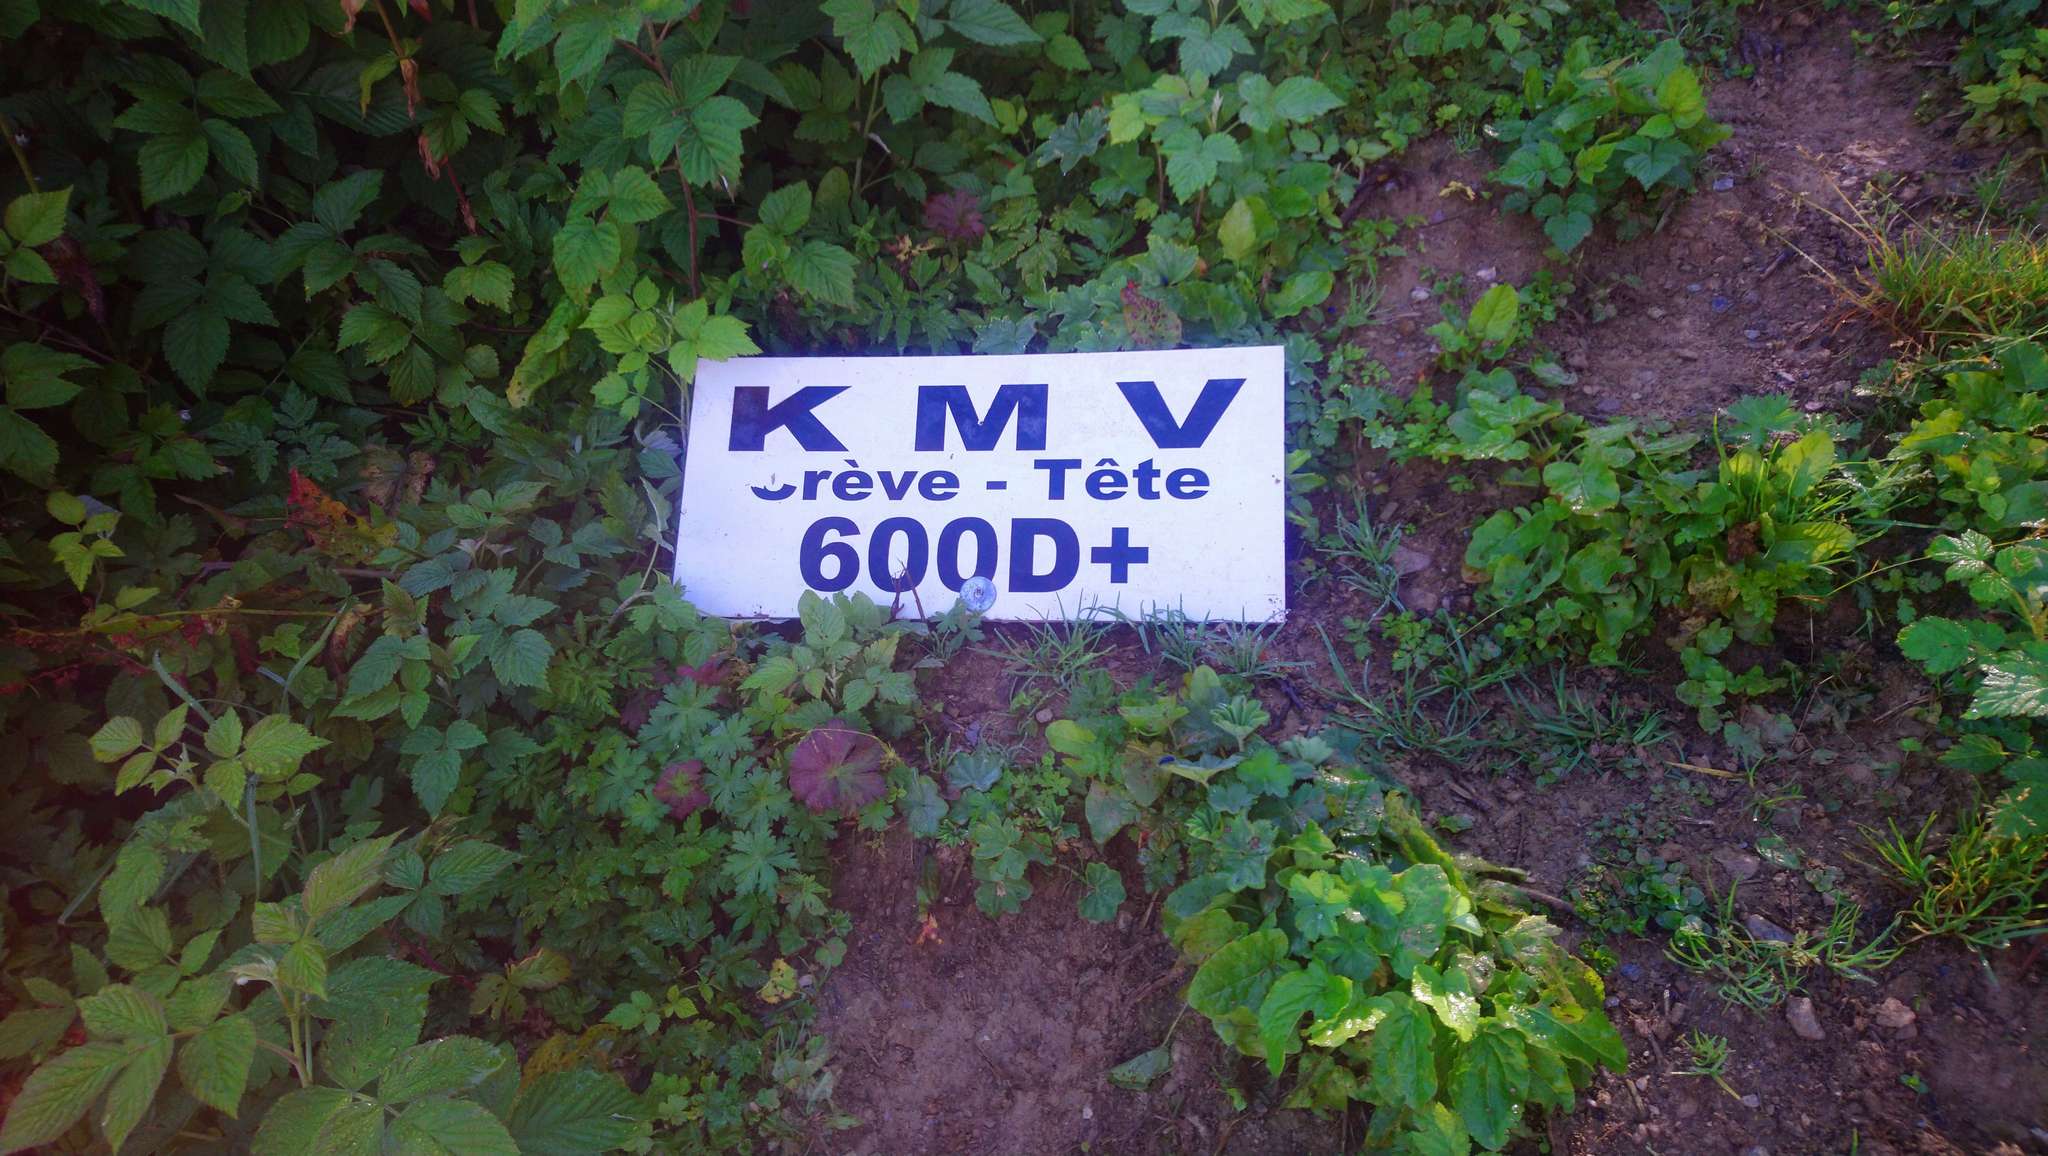 K M V
Crève - Tête
600D+